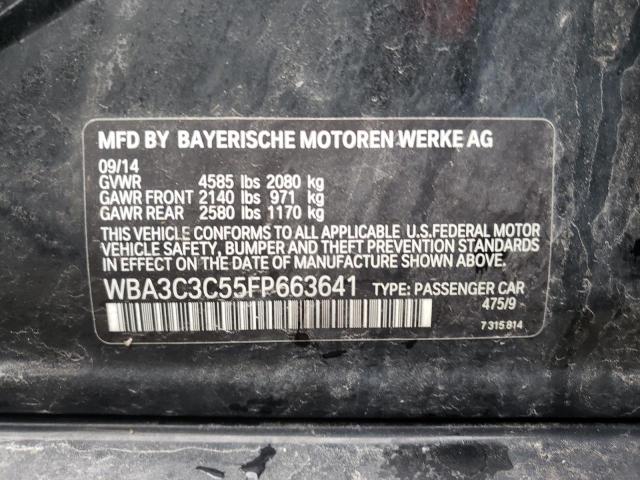 MFD BY BAYERISCHE MOTOREN WERKE AG
09/14
GVWR 4585 lbs 2080 kg
GAWR FRONT 2140 lbs 971 kg
GAWR REAR 2580 lbs 1170 kg
THIS VEHICLE CONFORMS TO ALL APPLICABLE U.S.FEDERAL MOTOR
VEHICLE SAFETY, BUMPER AND THEFT PREVENTION STANDARDS
IN EFFECT ON THE DATE OF MANUFACTURE SHOWN ABOVE.
WBA3C3C55FP663641 TYPE: PASSENGER CAR
475/9
7 315 814